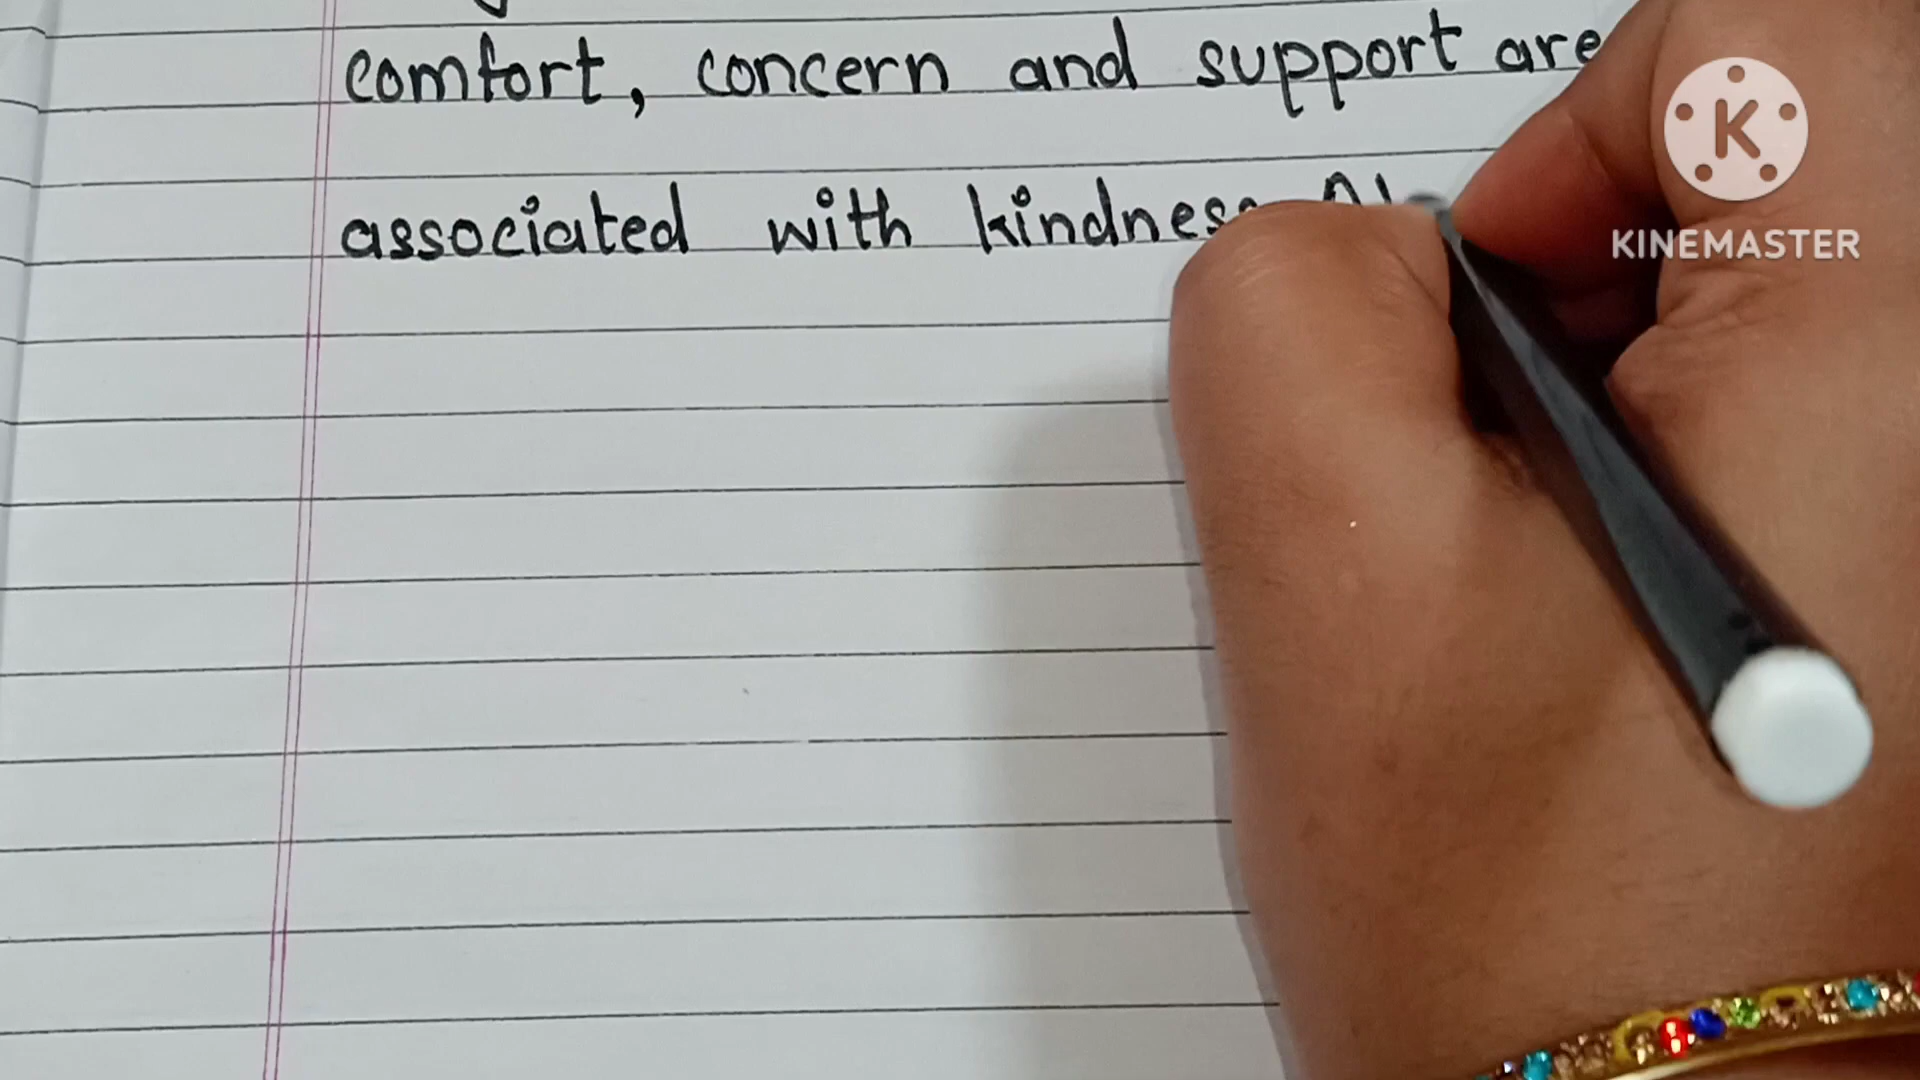 comfort, concern and support are
associated with kindness
K
KINEMASTER